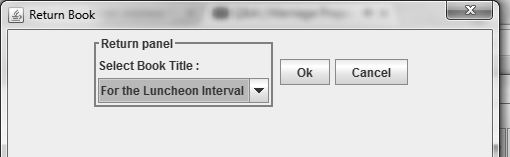 Return Book
Return panel
Select Book Title :
For the Luncheon Interval
Ok
Cancel